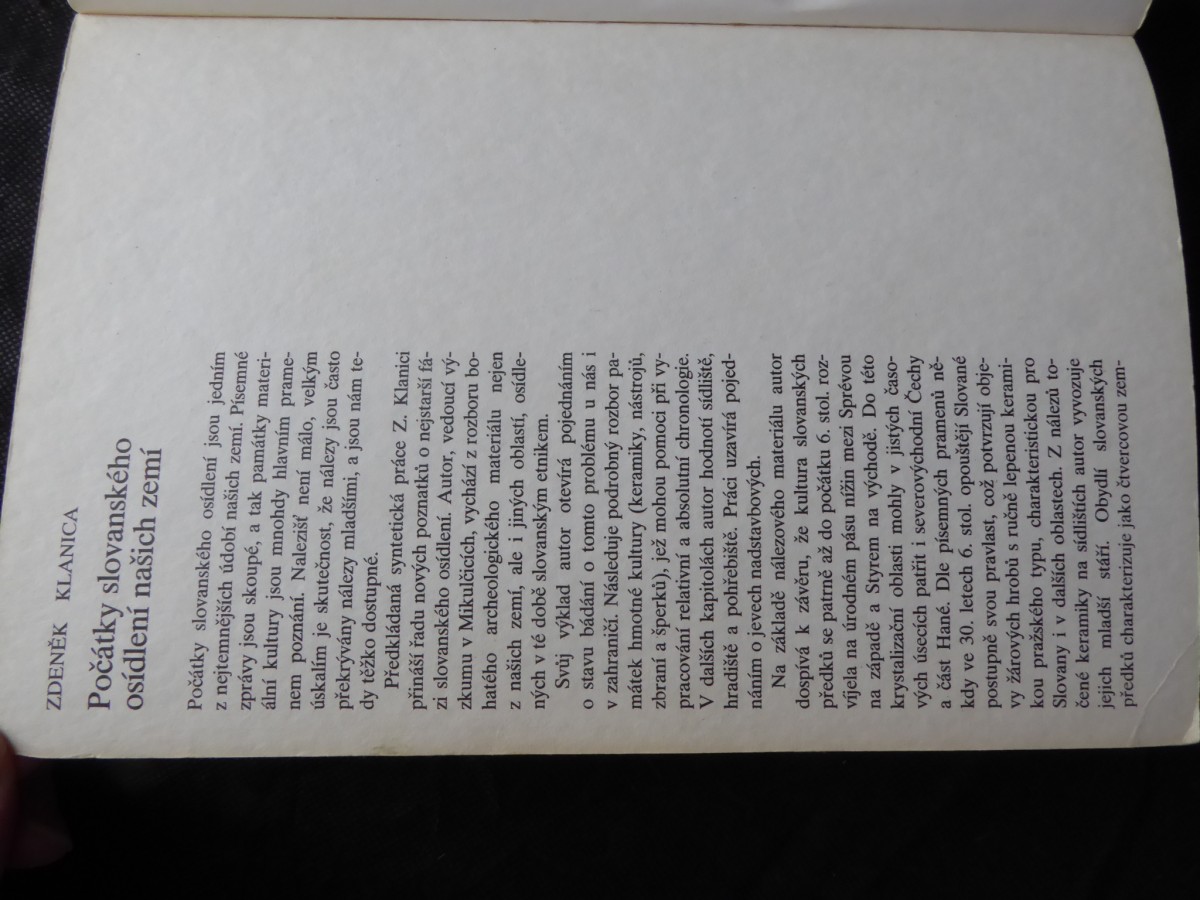 ZDENĚK KLANICA
Počátky slovanského
osídlení našich zemí
Počátky slovanského osídlení jsou jedním
z nejtemnějších údobí našich zemí. Písemné
zprávy jsou skoupé, a tak památky materi-
ální kultury jsou mnohdy hlavním prame-
nem poznání. Nalezišť není málo, velkým
úskalím je skutečnost, že nálezy jsou často
překrývány nálezy mladšími, a jsou nám te-
dy těžko dostupné.
Předkládaná syntetická práce Z. Klanici
přináší řadu nových poznatků o nejstarší fá-
zi slovanského osídlení. Autor, vedoucí vý-
zkumu v Mikulčicích, vychází z rozboru bo-
hatého archeologického materiálu nejen
z našich zemí, ale i jiných oblastí, osídle-
ných v té době slovanským etnikem.
Svůj výklad autor otevírá pojednáním
o stavu bádání o tomto problému u nás i
v zahraničí. Následuje podrobný rozbor pa-
mátek hmotné kultury (keramiky, nástrojů,
zbraní a šperku), jež mohou pomoci při vy-
pracování relativní a absolutní chronologie.
V dalších kapitolách autor hodnotí sídliště,
hradiště a pohřebiště. Práci uzavírá pojed-
náním o jevech nadstavbových.
Na základě nálezového materiálu autor
dospívá k závěru, že kultura slovanských
předků se patrně až do počátku 6. stol. roz-
víjela na úrodném pásu nížin mezi Sprévou
na západě a Styrem na východě. Do této
krystalizační oblasti mohly v jistých časo-
vých úsecích patřit i severovýchodní Čechy
a část Hané. Dle písemných pramenů ně-
kdy ve 30. letech 6. stol. opouštějí Slované
postupně svou pravlast, což potvrzují obje-
vy žárových hrobů s ručně lepenou kerami-
kou pražského typu, charakteristickou pro
Slovany i v dalších oblastech. Z nálezů to-
čené keramiky na sídlištích autor vyvozuje
jejich mladší stáří. Obydlí slovanských
předků charakterizuje jako čtvercovou zem-